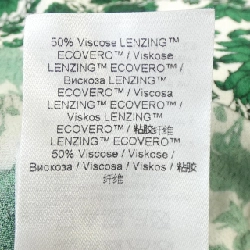 50% Viscose LENZING™
ECOVERO™ / Viskose
LENZING™ ECOVERO™ /
Вискоза LENZING™
ECOVERO™ / Viscosa
LENZING™ ECOVERO™ /
Viskos LENZING™
ECOVERO™ / 粘胶纤维
LENZING™ ECOVERO™
50% Viscose / Viskose /
Вискоза / Viscosa / Viskos / 粘胶
纤维